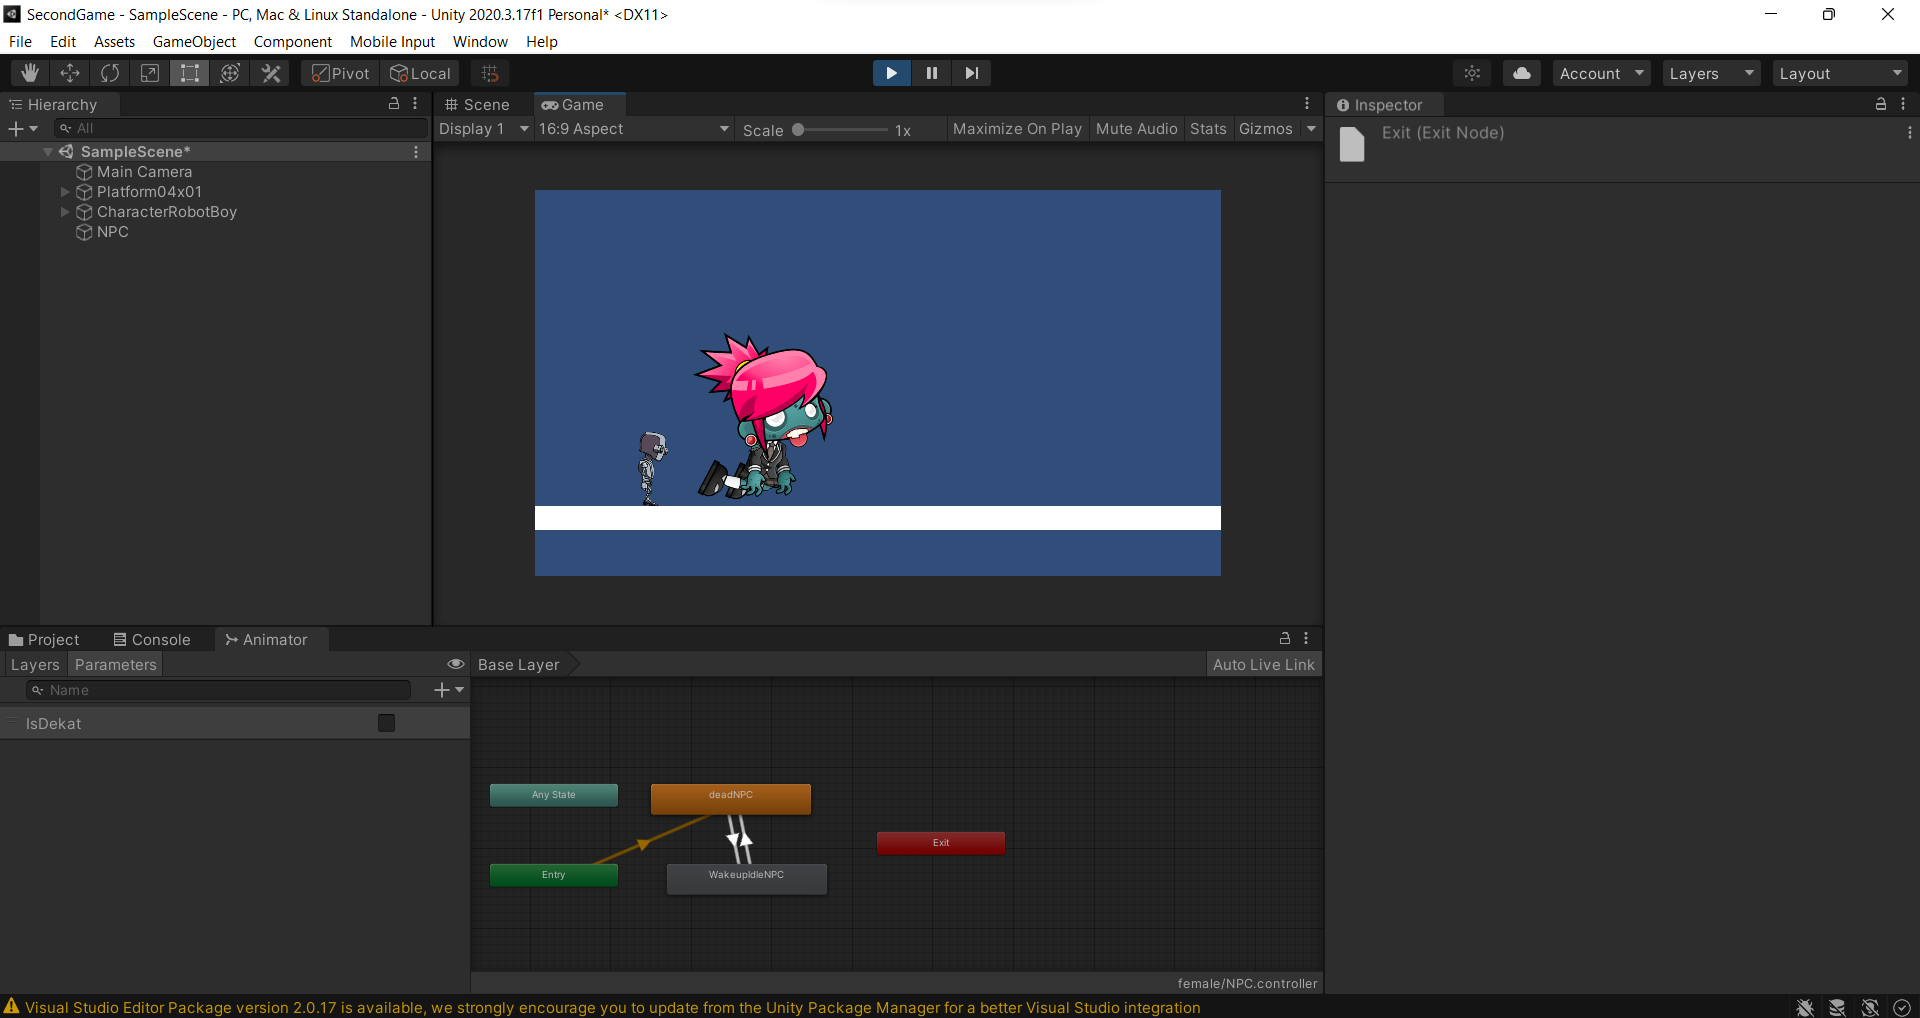 SecondGame - SampleScene - PC, Mac & Linux Standalone - Unity 2020.3.17f1 Personal* <DX11>
File Edit Assets GameObject Component Mobile Input Window Help
Pivot Local Account Layers Layout
Hierarchy
All
SampleScene*
Main Camera
Platform04x01
CharacterRobotBoy
NPC
Scene Game
Display 1 16:9 Aspect Scale 1x Maximize On Play Mute Audio Stats Gizmos
Inspector
Exit (Exit Node)
Project Console Animator
Layers Parameters Base Layer Auto Live Link
Name
IsDekat
Any State
deadNPC
Exit
Entry
WakeupIdleNPC
female/NPC.controller
Visual Studio Editor Package version 2.0.17 is available, we strongly encourage you to update from the Unity Package Manager for a better Visual Studio integration